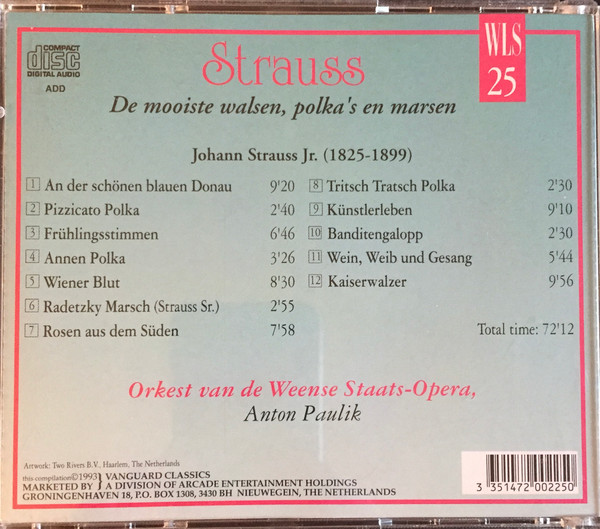 COMPACT
disc
DIGITAL AUDIO
ADD
WLS
25
Strauss
De mooiste walsen, polka's en marsen
Johann Strauss Jr. (1825-1899)
1 An der schönen blauen Donau 9'20
2 Pizzicato Polka 2'40
3 Frühlingsstimmen 6'46
4 Annen Polka 3'26
5 Wiener Blut 8'30
6 Radetzky Marsch (Strauss Sr.) 2'55
7 Rosen aus dem Süden 7'58
8 Tritsch Tratsch Polka 2'30
9 Künstlerleben 9'10
10 Banditengalopp 2'30
11 Wein, Weib und Gesang 5'44
12 Kaiserwalzer 9'56
Total time: 72'12
Orkest van de Weense Staats-Opera,
Anton Paulik
Artwork: Two Rivers B.V., Haarlem, The Netherlands
this compilation©1993 } VANGUARD CLASSICS
MARKETED BY } A DIVISION OF ARCADE ENTERTAINMENT HOLDINGS
GRONINGENHAVEN 18, P.O. BOX 1308, 3430 BH NIEUWEGEIN, THE NETHERLANDS
3 351472 002250